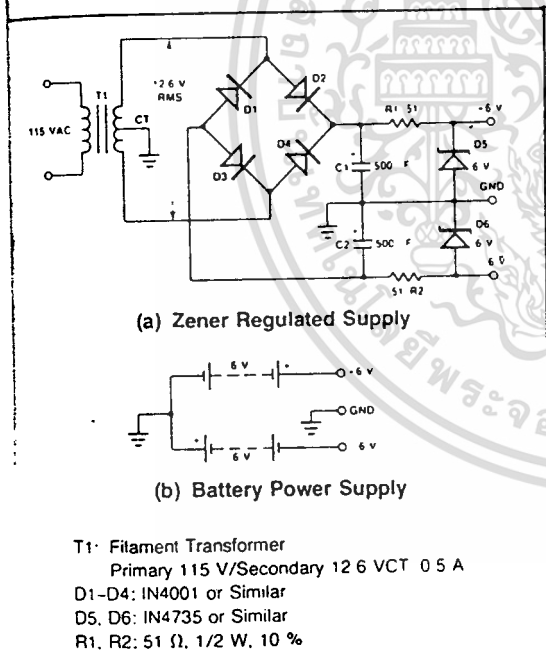 T1
115 VAC
CT
12 6 V
RMS
D1
D2
D3
D4
R1 51
-6 V
D5
6 V
C1
500 F
GND
D6
6 V
C2
500 F
51 R2
6 V
(a) Zener Regulated Supply
6 V
-6 V
GND
6 V
6 V
(b) Battery Power Supply
T1: Filament Transformer
Primary 115 V/Secondary 12 6 VCT 0 5 A
D1-D4: IN4001 or Similar
D5, D6: IN4735 or Similar
R1, R2: 51 Ω, 1/2 W, 10 %